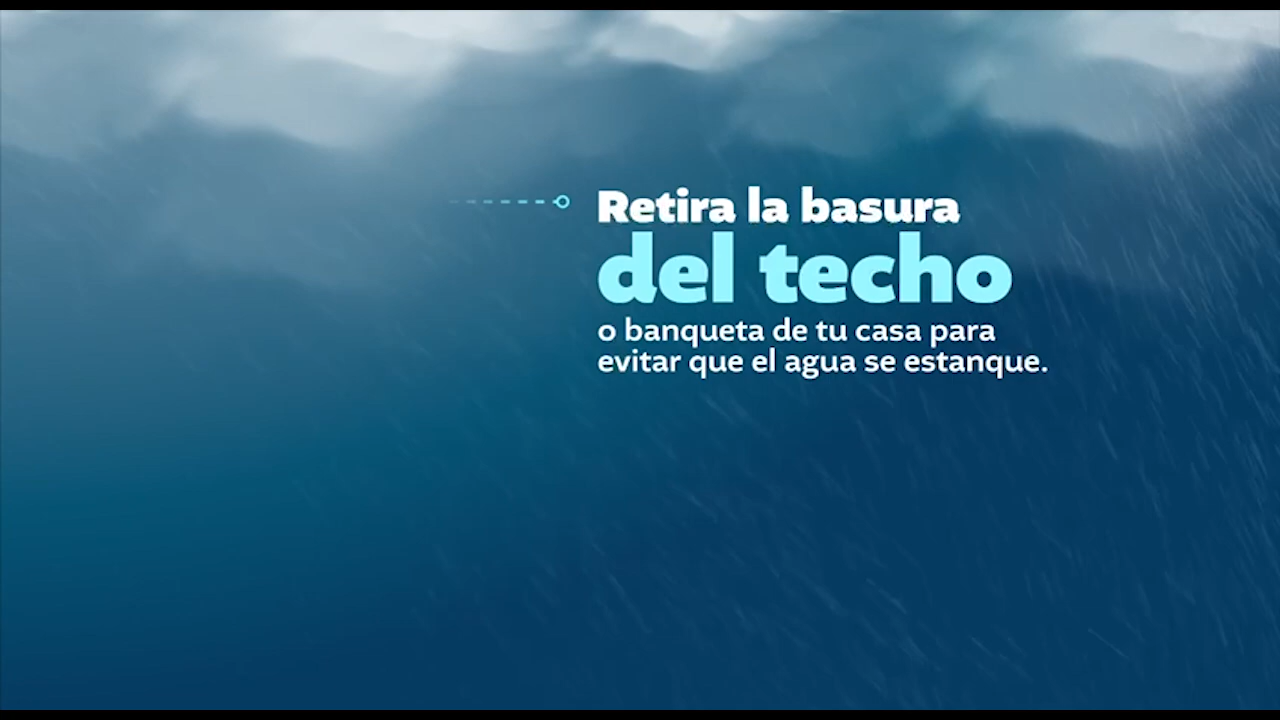 Retira la basura
del techo
o banqueta de tu casa para
evitar que el agua se estanque.